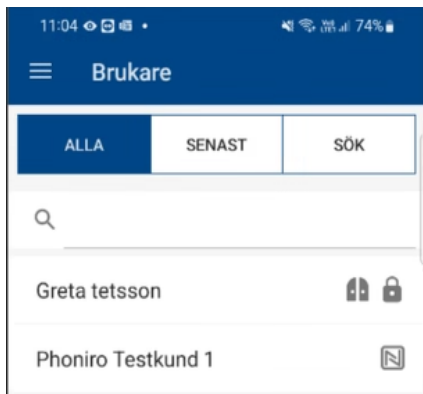 11:04 74%
Brukare
ALLA SENAST SÖK
Greta tetsson
Phoniro Testkund 1